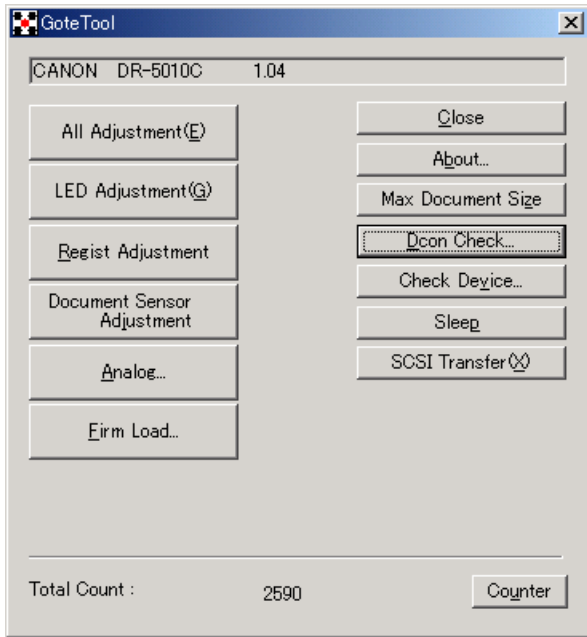 GoteTool
CANON DR-5010C 1.04
All Adjustment(E)
LED Adjustment(G)
Regist Adjustment
Document Sensor
Adjustment
Analog...
Firm Load...
Close
About...
Max Document Size
Dcon Check...
Check Device...
Sleep
SCSI Transfer(X)
Total Count : 2590
Counter